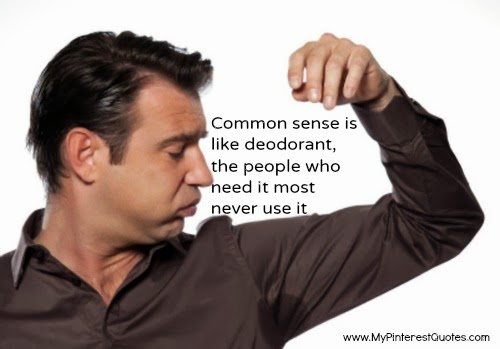 Common sense is
like deodorant,
the people who
need it most
never use it
www.MyPinterestQuotes.com